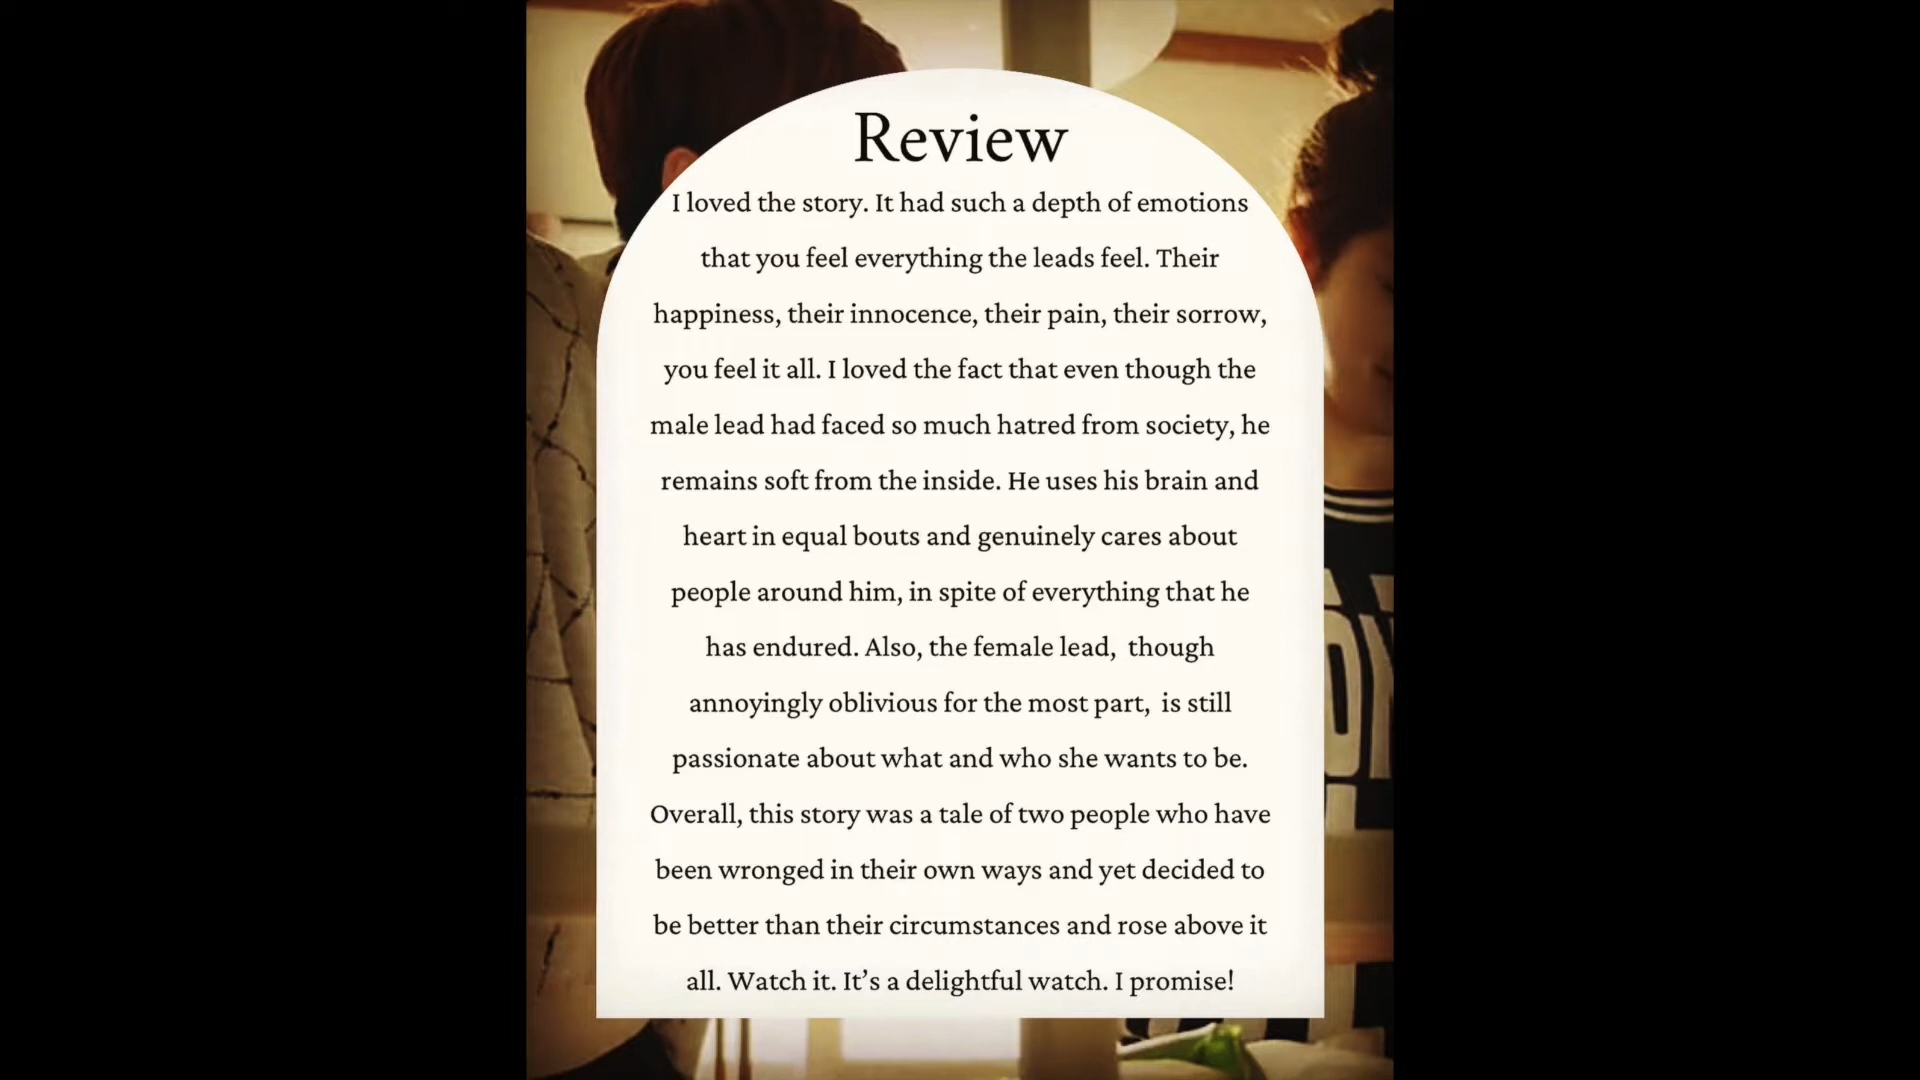 Review
I loved the story. It had such a depth of emotions
that you feel everything the leads feel. Their
happiness, their innocence, their pain, their sorrow,
you feel it all. I loved the fact that even though the
male lead had faced so much hatred from society, he
remains soft from the inside. He uses his brain and
heart in equal bouts and genuinely cares about
people around him, in spite of everything that he
has endured. Also, the female lead,  though
annoyingly oblivious for the most part,  is still
passionate about what and who she wants to be.
Overall, this story was a tale of two people who have
been wronged in their own ways and yet decided to
be better than their circumstances and rose above it
all. Watch it. It’s a delightful watch. I promise!